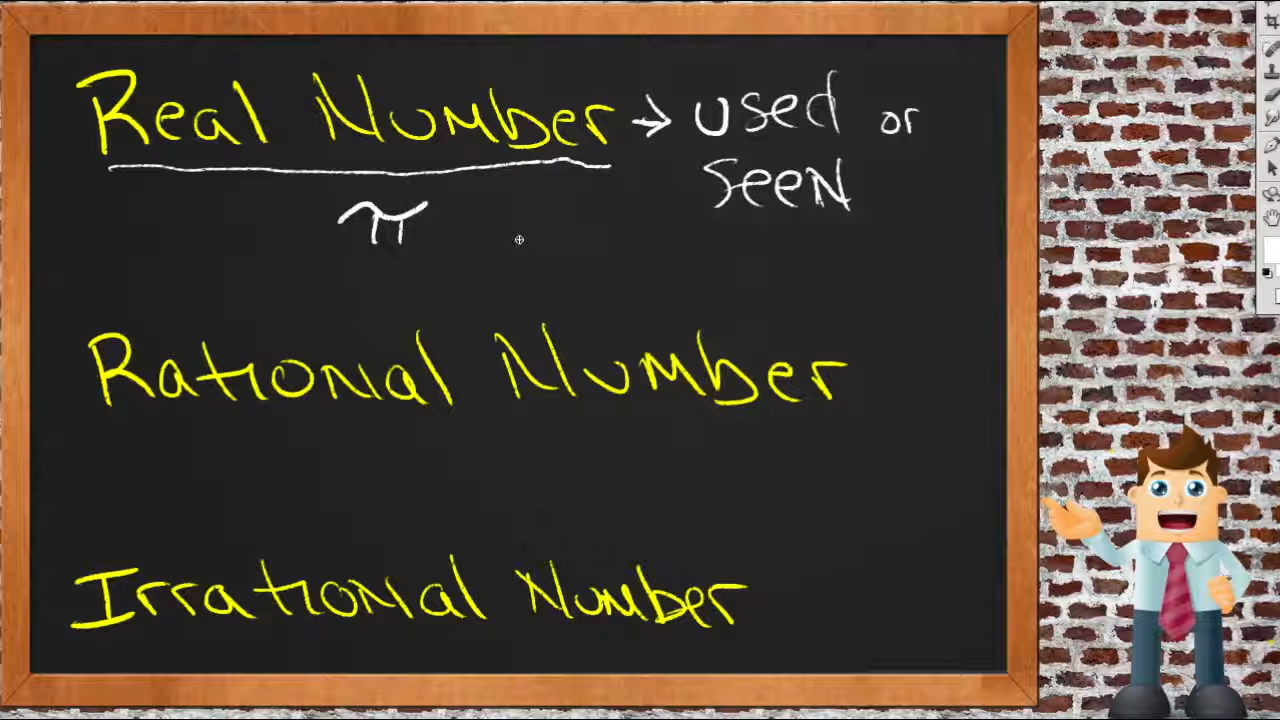 Real Number → used or
seen
π
Rational Number
Irrational Number